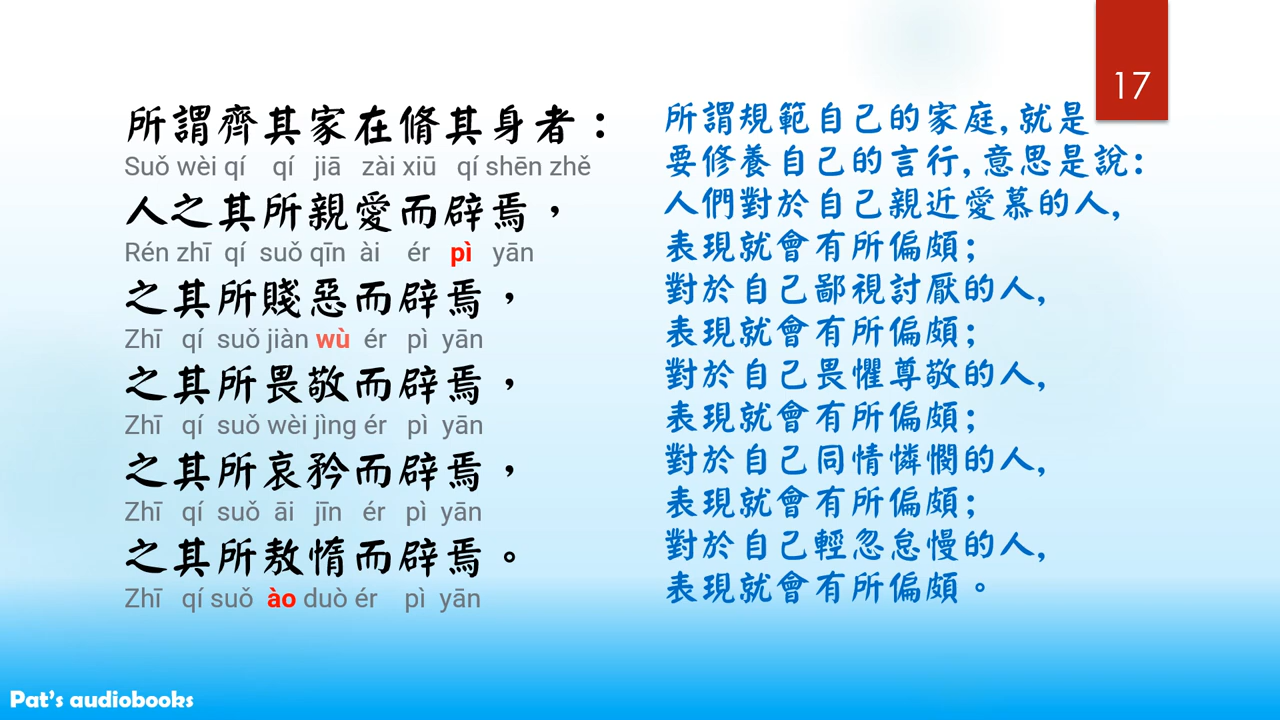 17
所謂齊其家在脩其身者：
Suǒ wèi qí qí jiā zài xiū qí shēn zhě
人之其所親愛而辟焉，
Rén zhī qí suǒ qīn ài ér pì yān
之其所賤惡而辟焉，
Zhī qí suǒ jiàn wù ér pì yān
之其所畏敬而辟焉，
Zhī qí suǒ wèi jìng ér pì yān
之其所哀矜而辟焉，
Zhī qí suǒ āi jīn ér pì yān
之其所敖惰而辟焉。
Zhī qí suǒ ào duò ér pì yān
所謂規範自己的家庭,就是
要修養自己的言行,意思是說:
人們對於自己親近愛慕的人,
表現就會有所偏頗;
對於自己鄙視討厭的人,
表現就會有所偏頗;
對於自己畏懼尊敬的人,
表現就會有所偏頗;
對於自己同情憐憫的人,
表現就會有所偏頗;
對於自己輕忽怠慢的人,
表現就會有所偏頗。
Pat's audiobooks